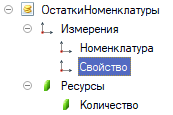 ОстаткиНоменклатуры
Измерения
Номенклатура
Свойство
Ресурсы
Количество